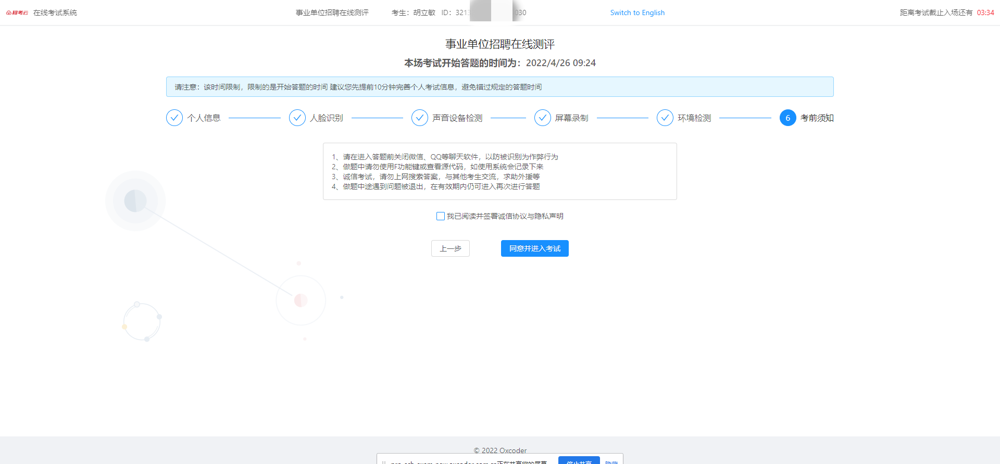 招考云 在线考试系统
事业单位招聘在线测评 考生：胡立敏 ID：321 030
Switch to English
距离考试截止入场还有 03:34
事业单位招聘在线测评
本场考试开始答题的时间为：2022/4/26 09:24
请注意：该时间限制，限制的是开始答题的时间 建议您先提前10分钟完善个人考试信息，避免错过规定的答题时间
个人信息 人脸识别 声音设备检测 屏幕录制 环境检测 6 考前须知
1、请在进入答题前关闭微信、QQ等聊天软件，以防被识别为作弊行为
2、做题中请勿使用F功能键或查看源代码，如使用系统会记录下来
3、诚信考试，请勿上网搜索答案，与其他考生交流，求助外援等
4、做题中途遇到问题被退出，在有效期内仍可进入再次进行答题
我已阅读并签署诚信协议与隐私声明
上一步 同意并进入考试
© 2022 Oxcoder
正在共享您的屏幕 停止共享 隐藏